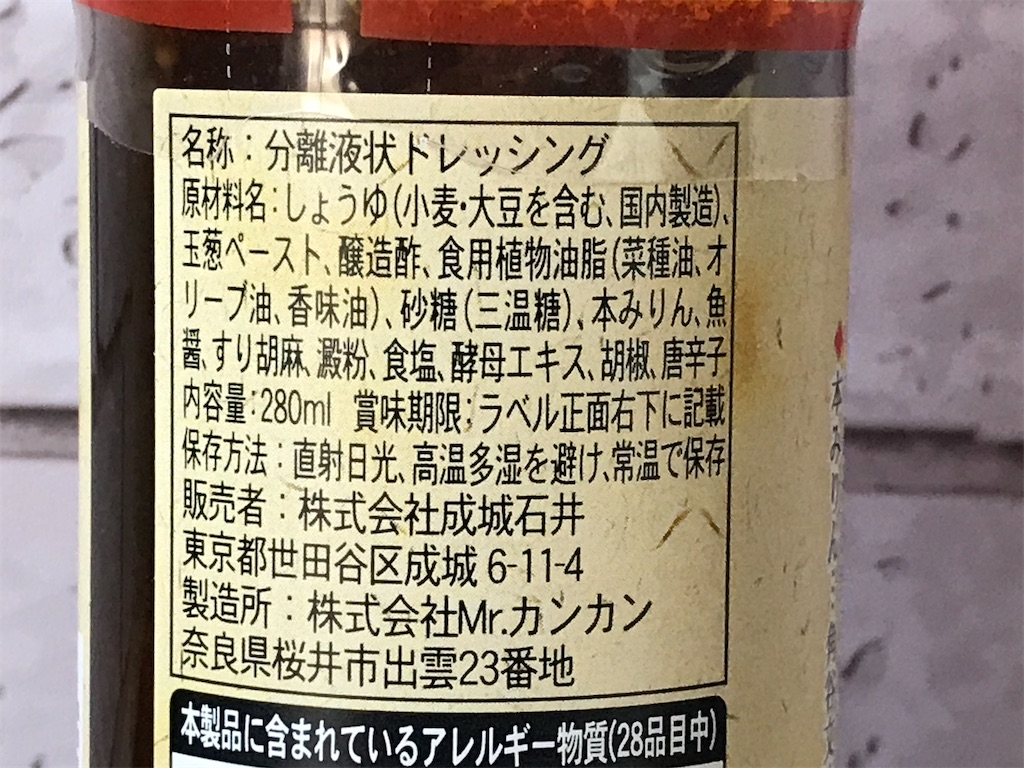 名称：分離液状ドレッシング
原材料名：しょうゆ(小麦・大豆を含む、国内製造)、
玉葱ペースト、醸造酢、食用植物油脂(菜種油、オ
リーブ油、香味油)、砂糖(三温糖)、本みりん、魚
醤、すり胡麻、澱粉、食塩、酵母エキス、胡椒、唐辛子
内容量：280ml 賞味期限；ラベル正面右下に記載
保存方法：直射日光、高温多湿を避け、常温で保存
販売者：株式会社成城石井
東京都世田谷区成城 6-11-4
製造所：株式会社Mr.カンカン
奈良県桜井市出雲23番地
本製品に含まれているアレルギー物質(28品目中)